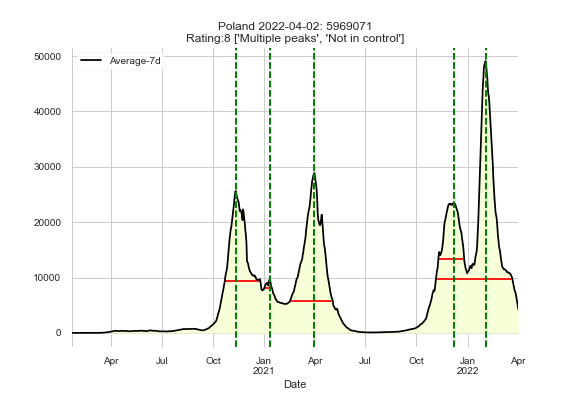 Poland 2022-04-02: 5969071
Rating:8 ['Multiple peaks', 'Not in control']
50000
Average-7d
40000
30000
20000
10000
0
Apr
Jul
Oct
Jan
2021
Apr
Jul
Oct
Jan
2022
Apr
Date